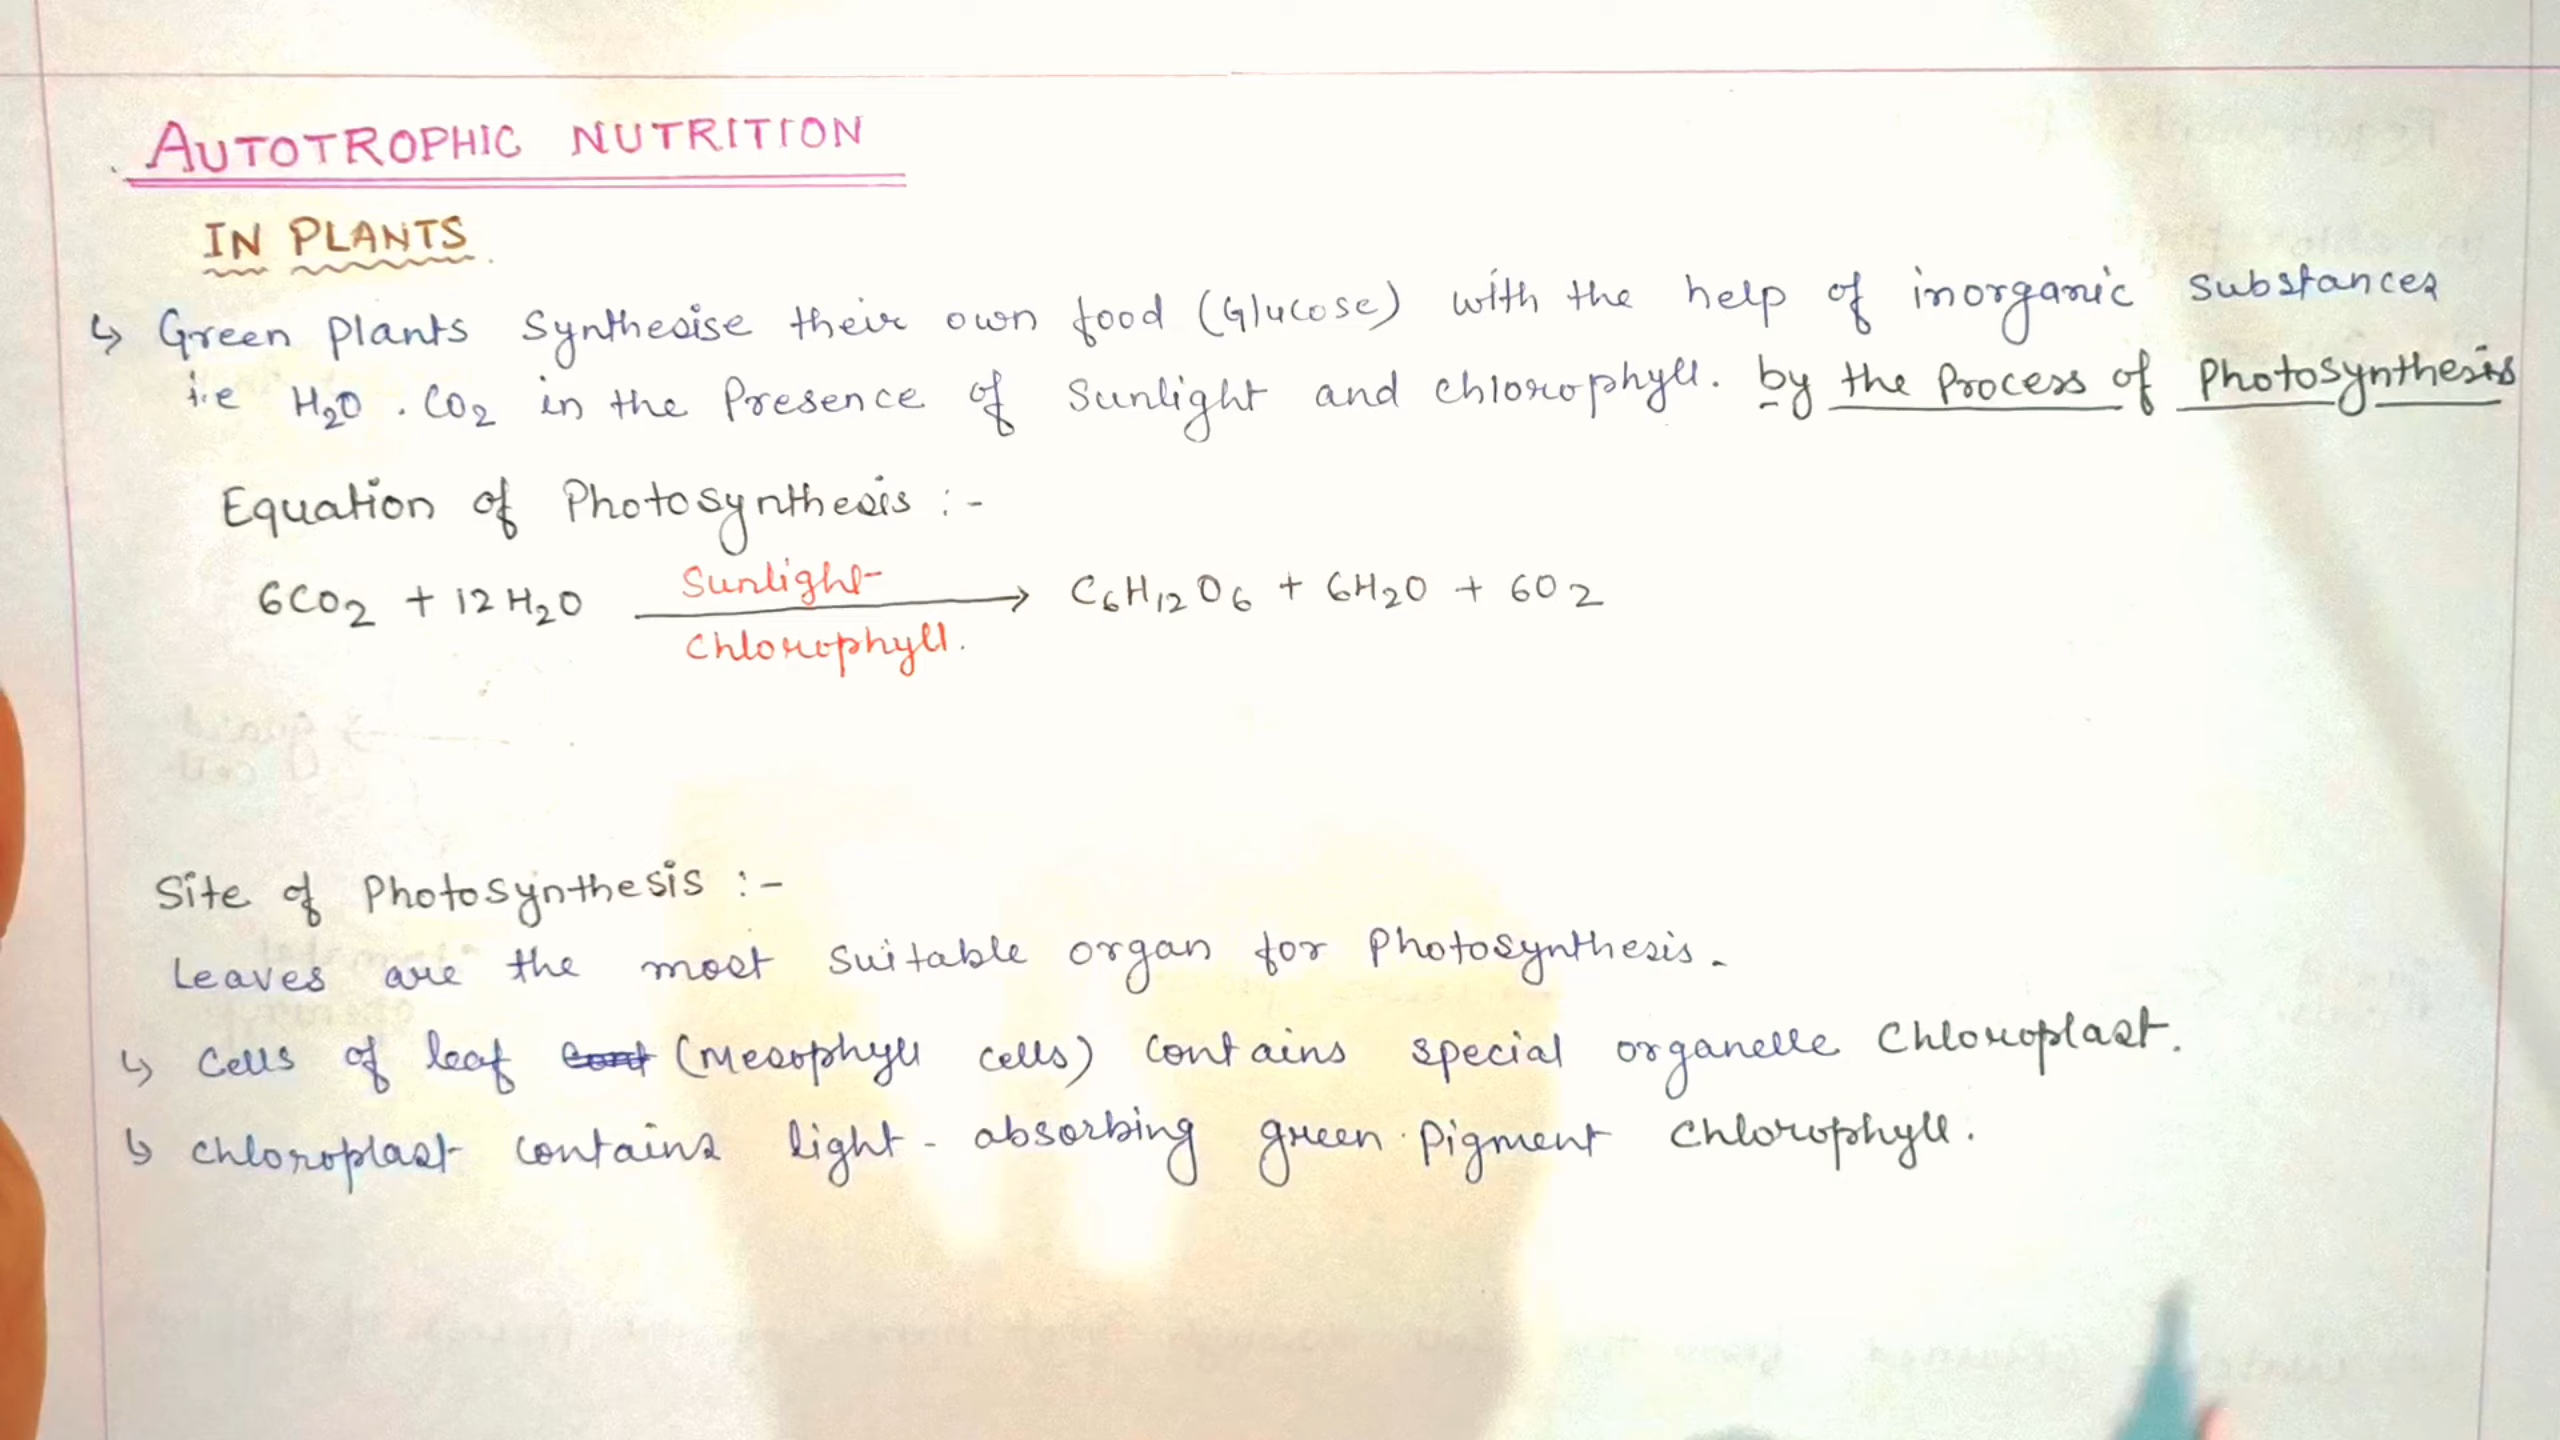 AUTOTROPHIC NUTRITION
IN PLANTS
↳ Green plants Synthesise their own food (Glucose) with the help of inorganic substances
i.e H₂O . CO₂ in the Presence of Sunlight and chlorophyll. by the Process of Photosynthesis
Equation of Photosynthesis :-
Sunlight
6CO₂ + 12H₂O → C₆H₁₂O₆ + 6H₂O + 6O₂
Chlorophyll.
Site of Photosynthesis :-
Leaves are the most suitable organ for Photosynthesis.
↳ Cells of leaf (Mesophyll cells) contains special organelle Chloroplast.
↳ Chloroplast contains light-absorbing green pigment chlorophyll.
guard
cell